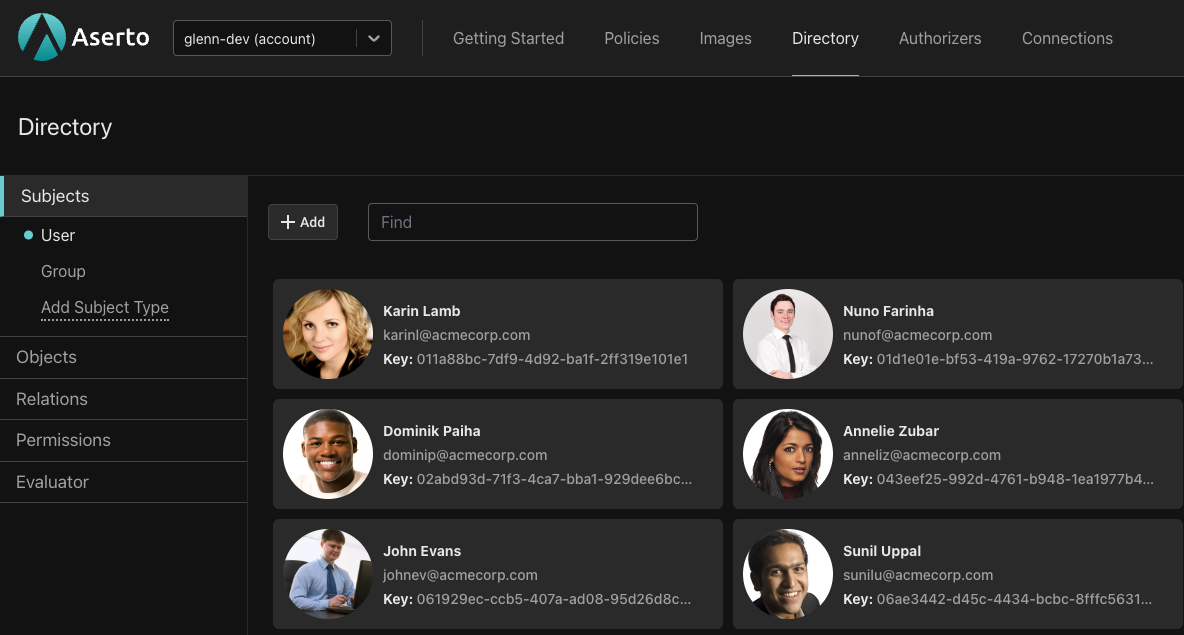 Aserto
glenn-dev (account)
Getting Started
Policies
Images
Directory
Authorizers
Connections
Directory
Subjects
User
Group
Add Subject Type
Objects
Relations
Permissions
Evaluator
Add
Find
Karin Lamb
karinl@acmecorp.com
Key: 011a88bc-7df9-4d92-ba1f-2ff319e101e1
Nuno Farinha
nunof@acmecorp.com
Key: 01d1e01e-bf53-419a-9762-17270b1a73...
Dominik Paiha
dominip@acmecorp.com
Key: 02abd93d-71f3-4ca7-bba1-929dee6bc...
Annelie Zubar
anneliz@acmecorp.com
Key: 043eef25-992d-4761-b948-1ea1977b4...
John Evans
johnev@acmecorp.com
Key: 061929ec-ccb5-407a-ad08-95d26d8c...
Sunil Uppal
sunilu@acmecorp.com
Key: 06ae3442-d45c-4434-bcbc-8fffc5631...